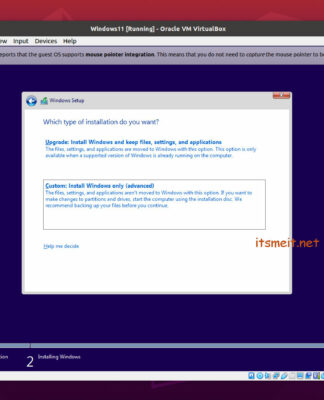 Windows11 [Running] - Oracle VM VirtualBox
Input Devices Help
eports that the guest OS supports mouse pointer integration. This means that you do not need to capture the mouse pointer to b
Windows Setup
Which type of installation do you want?
Upgrade: Install Windows and keep files, settings, and applications
The files, settings, and applications are moved to Windows with this option. This option is only
available when a supported version of Windows is already running on the computer.
Custom: Install Windows only (advanced)
The files, settings, and applications aren't moved to Windows with this option. If you want to
make changes to partitions and drives, start the computer using the installation disc. We
recommend backing up your files before you continue.
itsmeit.net
Help me decide
tion 2 Installing Windows